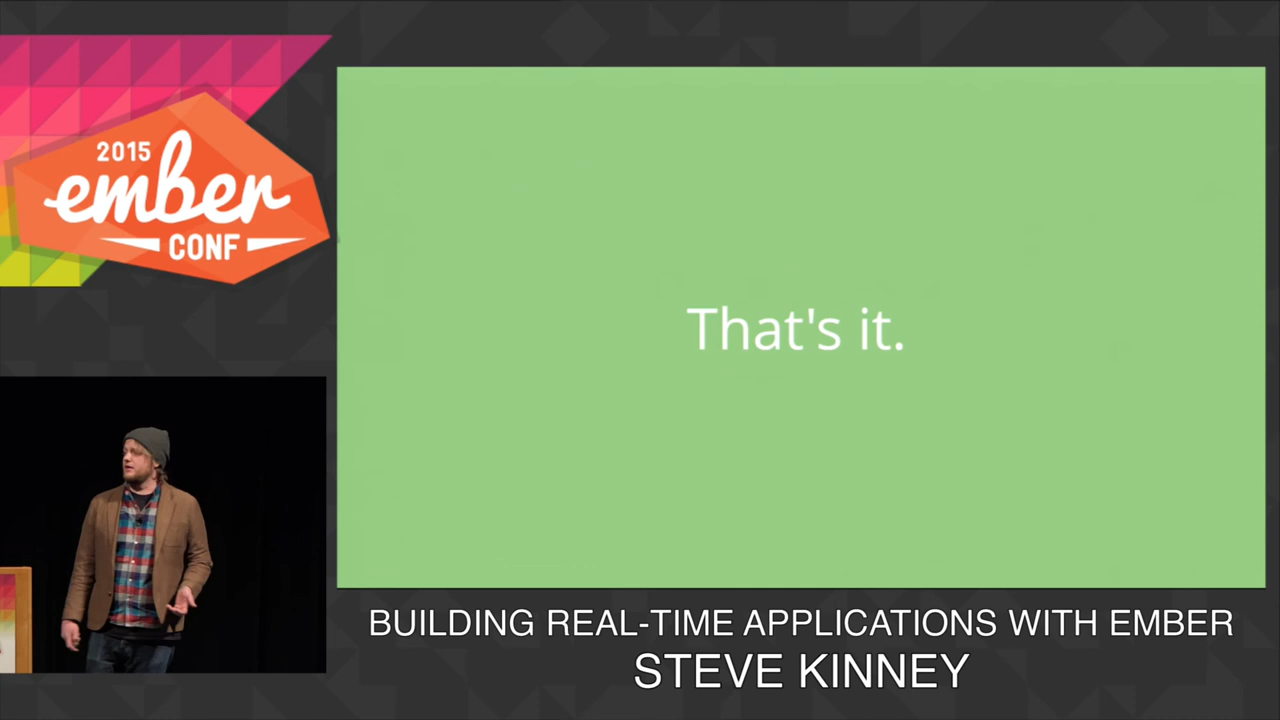 2015
ember
CONF
That's it.
BUILDING REAL-TIME APPLICATIONS WITH EMBER
STEVE KINNEY